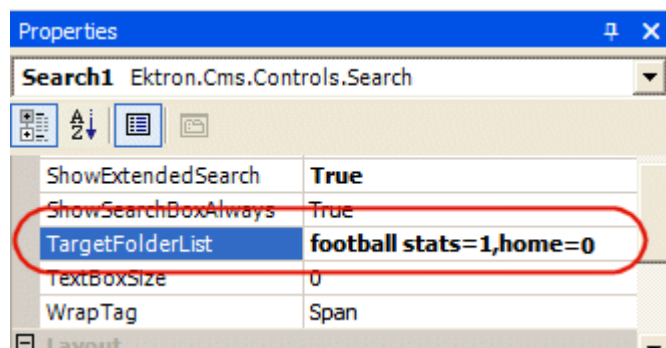 Properties
Search1 Ektron.Cms.Controls.Search
A
Z
ShowExtendedSearch True
ShowSearchBoxAlways True
TargetFolderList football stats=1,home=0
TextBoxSize 0
WrapTag Span
Layout